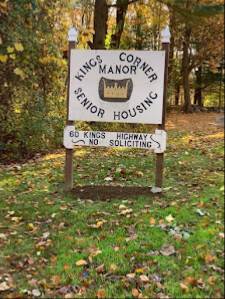 KINGS CORNER
MANOR
SENIOR HOUSING
60 KINGS HIGHWAY
NO SOLICITING